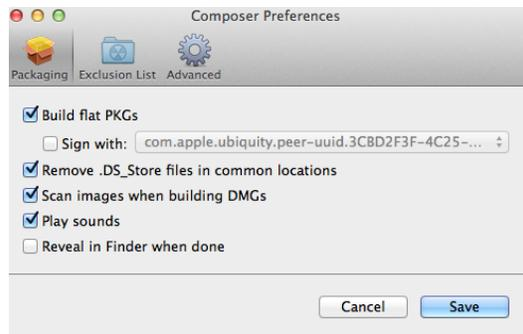 Composer Preferences
Packaging Exclusion List Advanced
Build flat PKGs
Sign with: com.apple.ubiquity.peer-uuid.3CBD2F3F-4C25-...
Remove .DS_Store files in common locations
Scan images when building DMGs
Play sounds
Reveal in Finder when done
Cancel Save